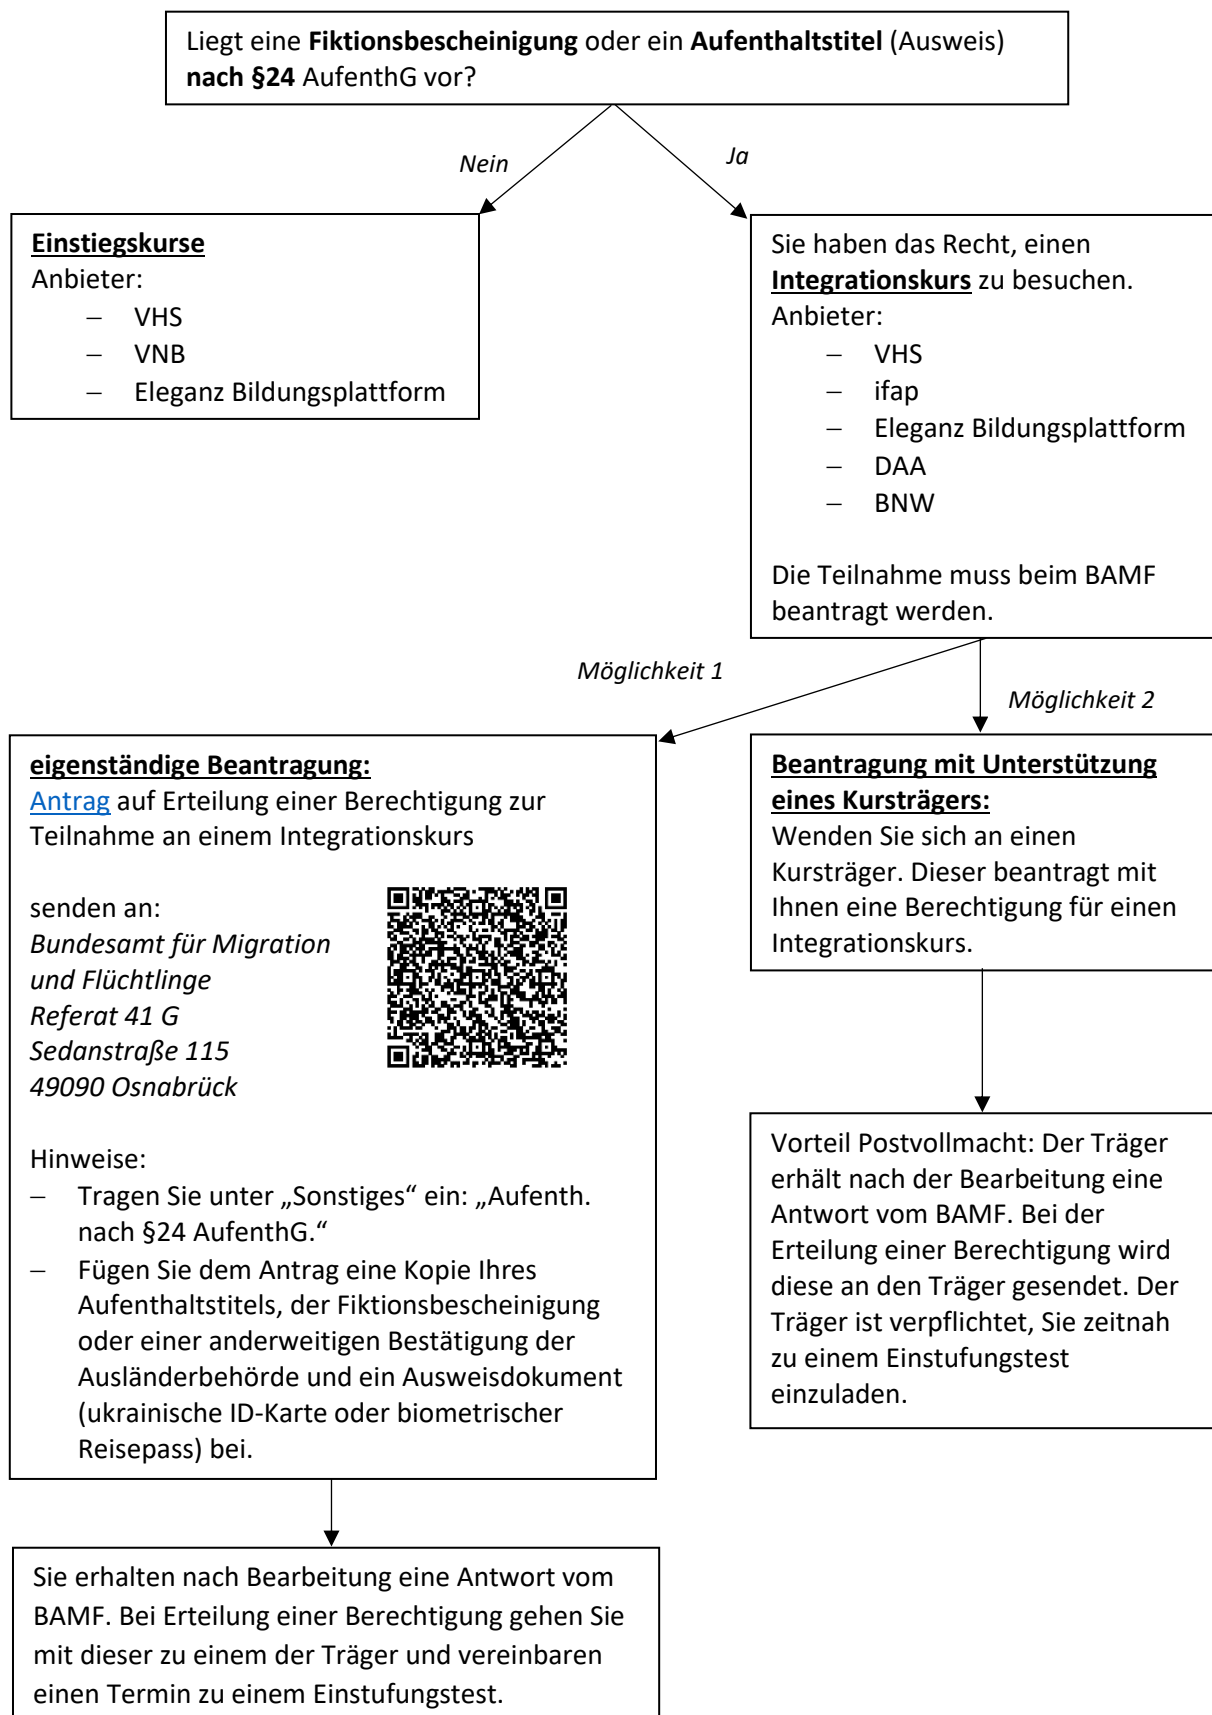 Liegt eine Fiktionsbescheinigung oder ein Aufenthaltstitel (Ausweis)
nach §24 AufenthG vor?
Nein
Ja
Einstiegskurse
Anbieter:
– VHS
– VNB
– Eleganz Bildungsplattform
Sie haben das Recht, einen
Integrationskurs zu besuchen.
Anbieter:
– VHS
– ifap
– Eleganz Bildungsplattform
– DAA
– BNW
Die Teilnahme muss beim BAMF
beantragt werden.
Möglichkeit 1
Möglichkeit 2
eigenständige Beantragung:
Antrag auf Erteilung einer Berechtigung zur
Teilnahme an einem Integrationskurs
senden an:
Bundesamt für Migration
und Flüchtlinge
Referat 41 G
Sedanstraße 115
49090 Osnabrück
Hinweise:
– Tragen Sie unter „Sonstiges“ ein: „Aufenth.
nach §24 AufenthG.“
– Fügen Sie dem Antrag eine Kopie Ihres
Aufenthaltstitels, der Fiktionsbescheinigung
oder einer anderweitigen Bestätigung der
Ausländerbehörde und ein Ausweisdokument
(ukrainische ID-Karte oder biometrischer
Reisepass) bei.
Beantragung mit Unterstützung
eines Kursträgers:
Wenden Sie sich an einen
Kursträger. Dieser beantragt mit
Ihnen eine Berechtigung für einen
Integrationskurs.
Vorteil Postvollmacht: Der Träger
erhält nach der Bearbeitung eine
Antwort vom BAMF. Bei der
Erteilung einer Berechtigung wird
diese an den Träger gesendet. Der
Träger ist verpflichtet, Sie zeitnah
zu einem Einstufungstest
einzuladen.
Sie erhalten nach Bearbeitung eine Antwort vom
BAMF. Bei Erteilung einer Berechtigung gehen Sie
mit dieser zu einem der Träger und vereinbaren
einen Termin zu einem Einstufungstest.